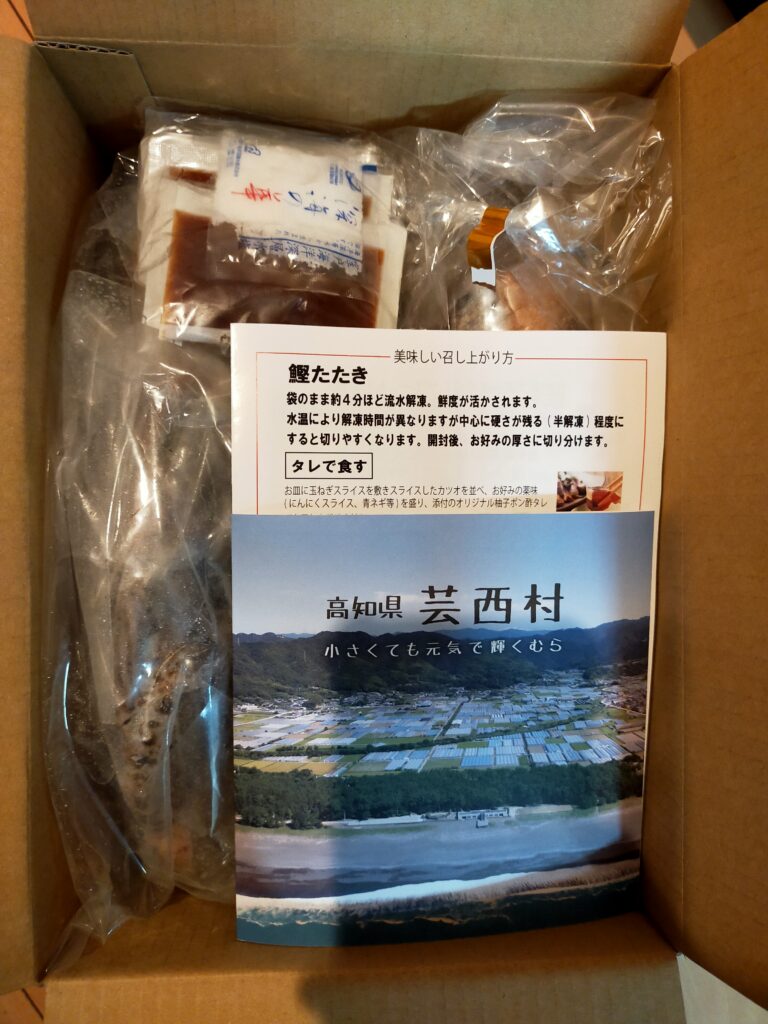 美味しい召し上がり方
鰹たたき
袋のまま約4分ほど流水解凍。鮮度が活かされます。
水温により解凍時間が異なりますが中心に硬さが残る(半解凍)程度に
すると切りやすくなります。開封後、お好みの厚さに切り分けます。
タレで食す
お皿に玉ねぎスライスを敷きスライスしたカツオを並べ、お好みの薬味
(にんにくスライス、青ネギ等)を盛り、添付のオリジナル柚子ポン酢タレ
高知県 芸西村
小さくても元気で輝くむら